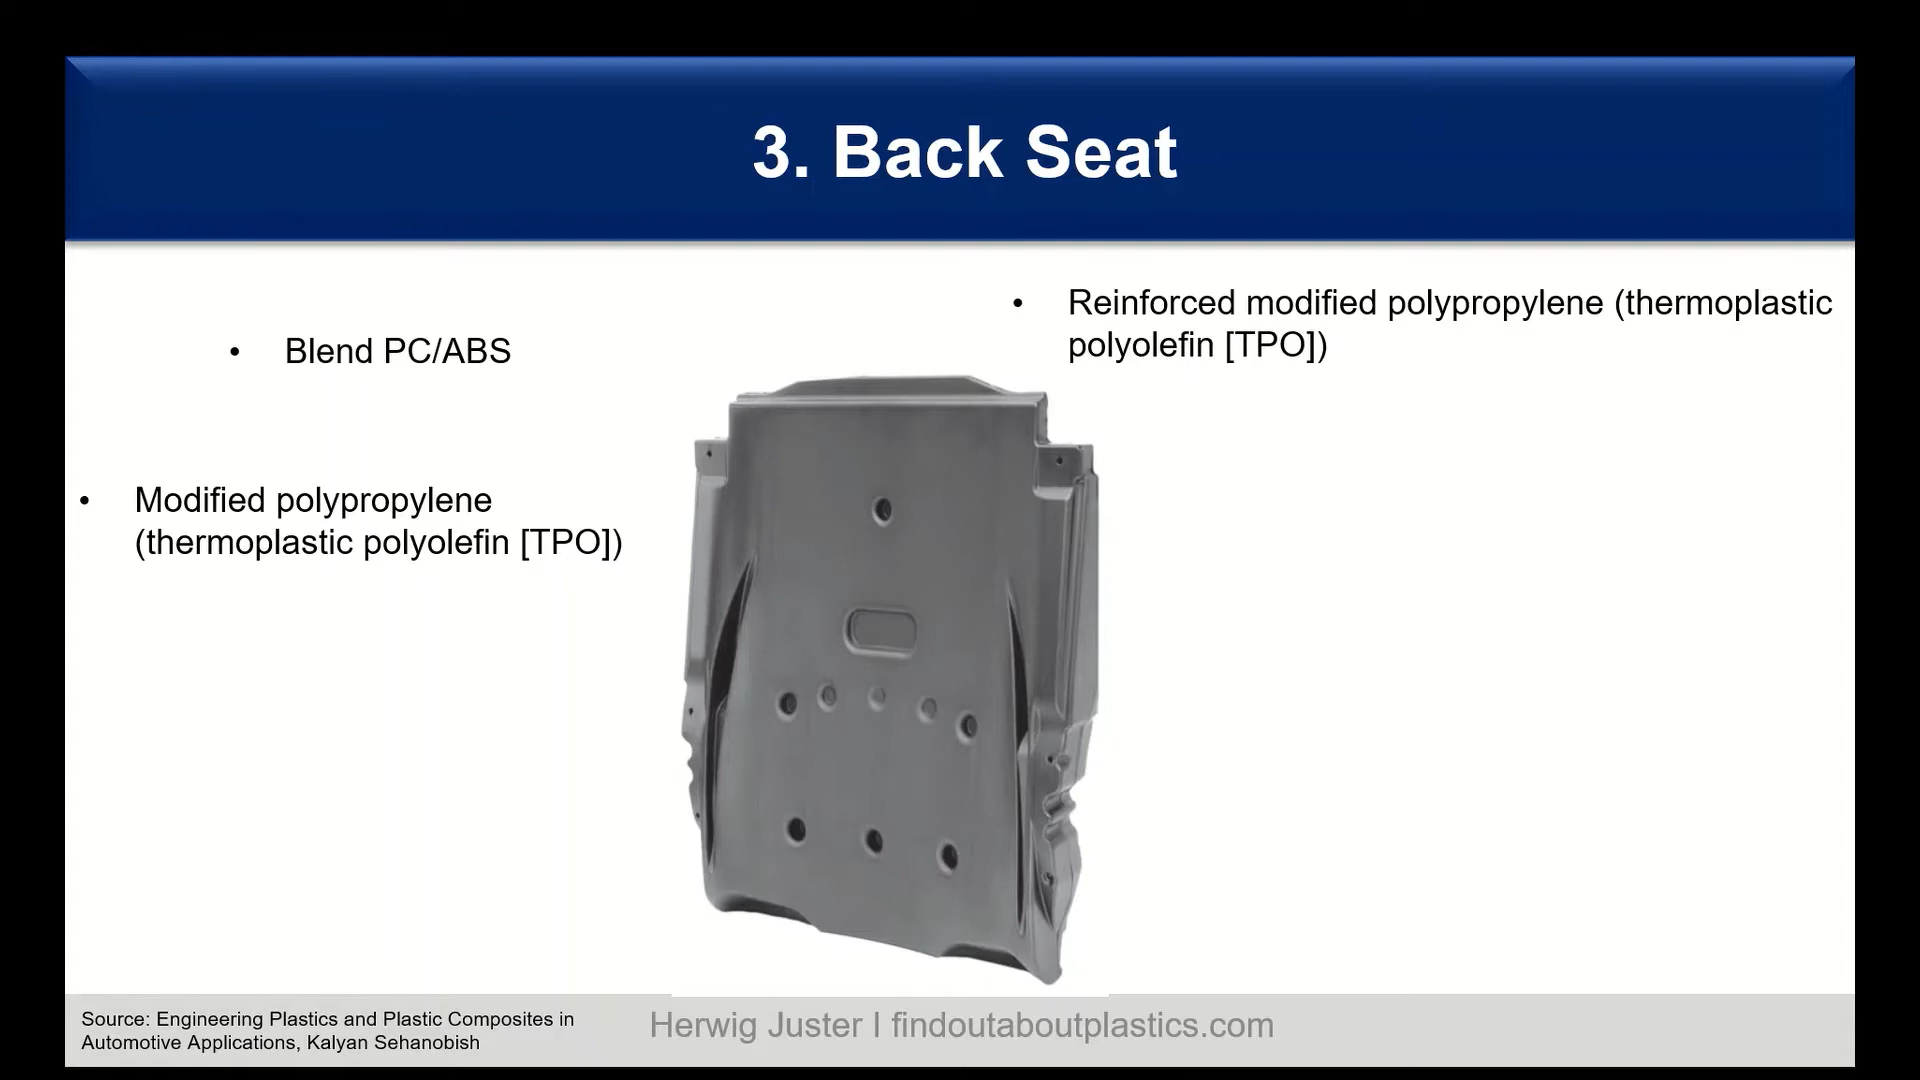 3. Back Seat
• Reinforced modified polypropylene (thermoplastic
polyolefin [TPO])
• Blend PC/ABS
• Modified polypropylene
(thermoplastic polyolefin [TPO])
Source: Engineering Plastics and Plastic Composites in
Automotive Applications, Kalyan Sehanobish
Herwig Juster I findoutaboutplastics.com